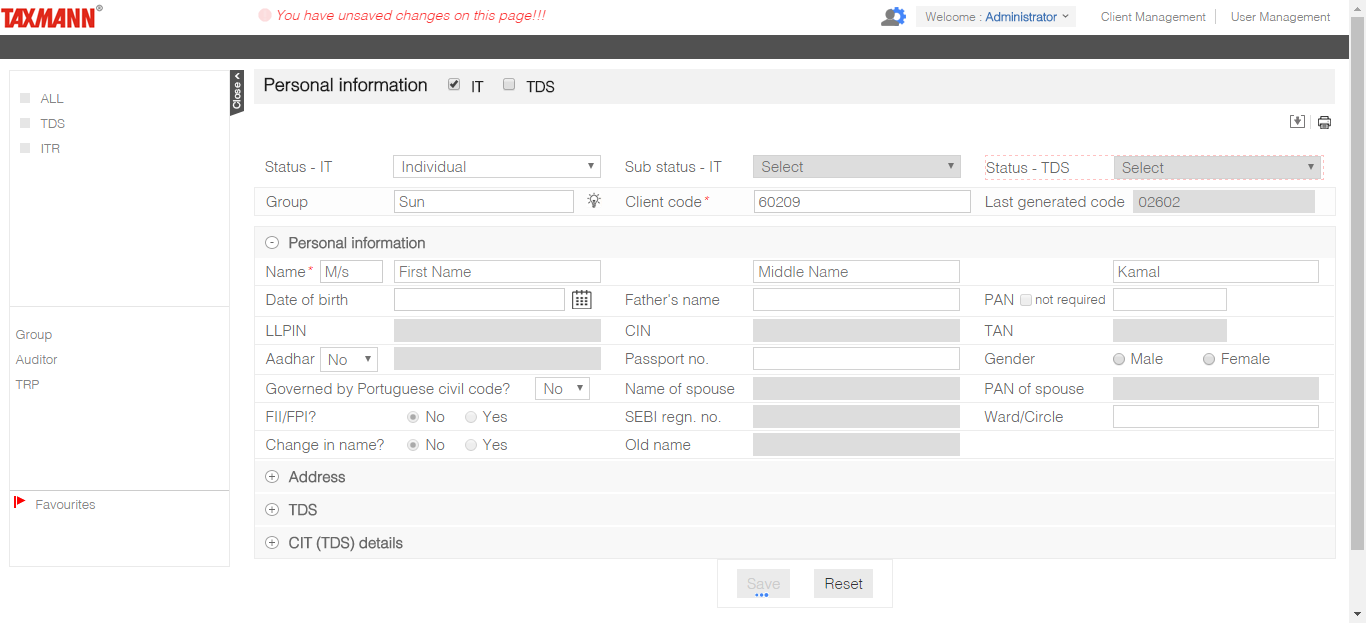 TAXMANN® You have unsaved changes on this page!!! Welcome : Administrator Client Management User Management
Close
Personal information IT TDS
ALL
TDS
ITR
Status - IT Individual Sub status - IT Select Status - TDS Select
Group Sun Client code* 60209 Last generated code 02602
- Personal information
Name* M/s First Name Middle Name Kamal
Date of birth Father's name PAN not required
LLPIN CIN TAN
Aadhar No Passport no. Gender Male Female
Governed by Portuguese civil code? No Name of spouse PAN of spouse
FII/FPI? No Yes SEBI regn. no. Ward/Circle
Change in name? No Yes Old name
Group
Auditor
TRP
+ Address
+ TDS
+ CIT (TDS) details
Favourites
Save Reset